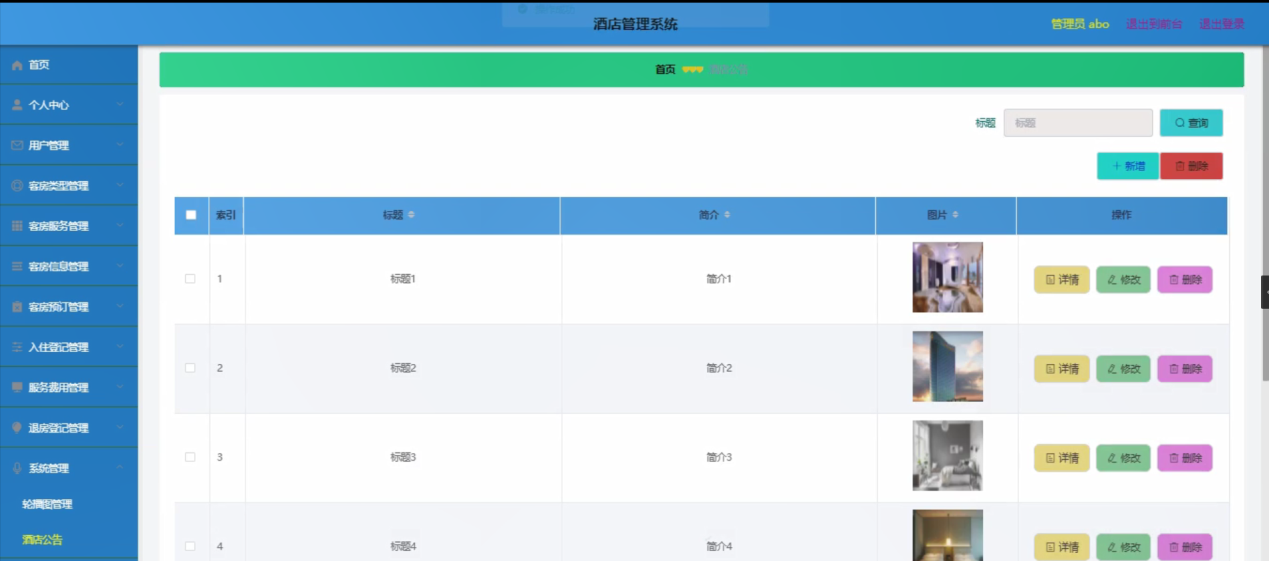 酒店管理系统
管理员 abo 退出到前台 退出登录
首页
个人中心
用户管理
客房类型管理
客房服务管理
客房信息管理
客房预订管理
入住登记管理
服务费用管理
退房登记管理
系统管理
轮播图管理
酒店公告
首页
标题 标题 查询
新增 删除
索引 标题 简介 图片 操作
1 标题1 简介1 详情 修改 删除
2 标题2 简介2 详情 修改 删除
3 标题3 简介3 详情 修改 删除
4 标题4 简介4 详情 修改 删除